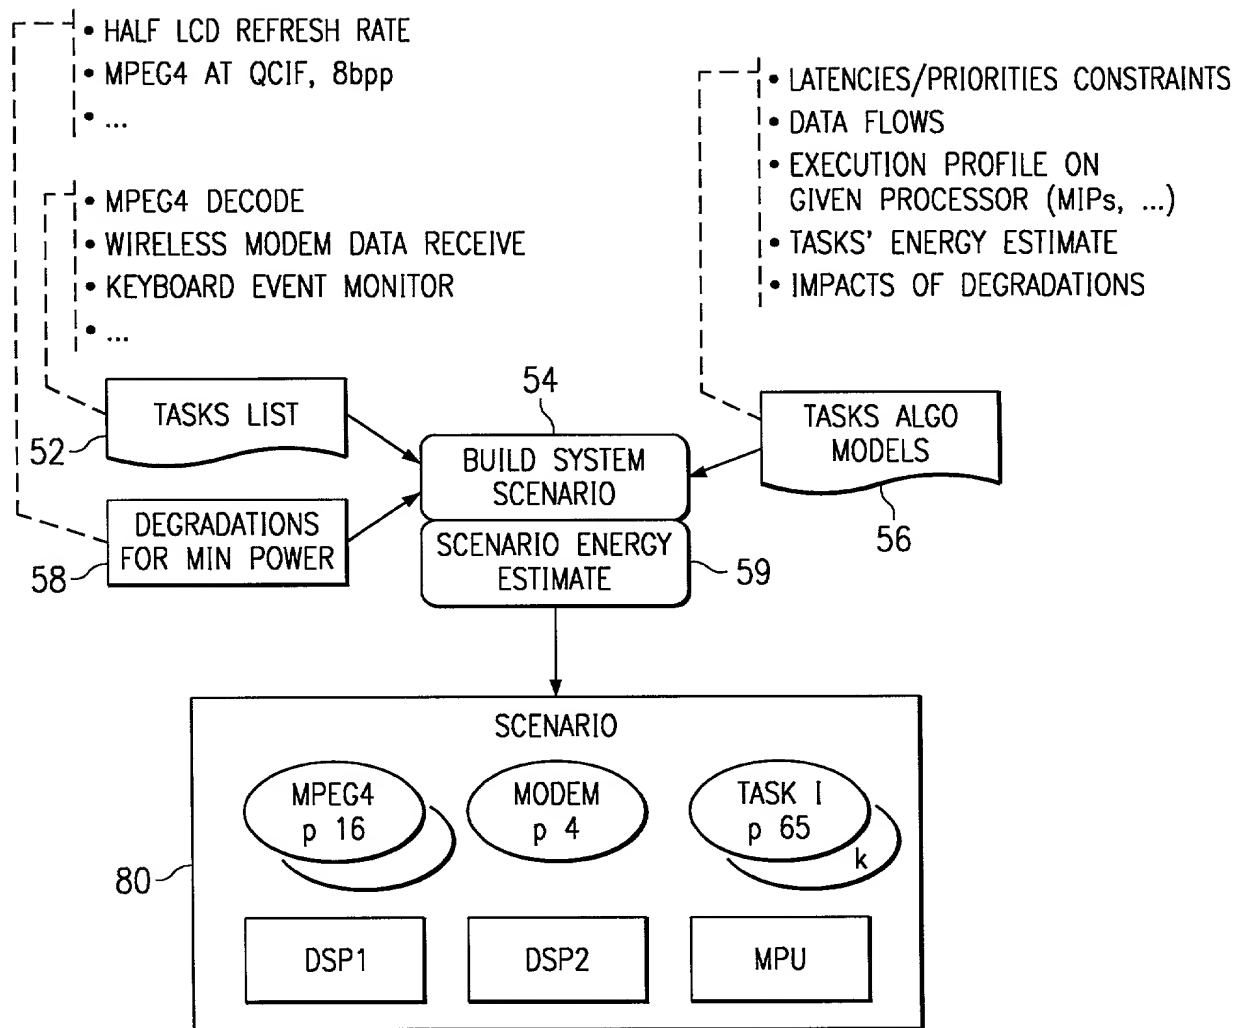 • HALF LCD REFRESH RATE
• MPEG4 AT QCIF, 8bpp
• ...
• MPEG4 DECODE
• WIRELESS MODEM DATA RECEIVE
• KEYBOARD EVENT MONITOR
• ...
• LATENCIES/PRIORITIES CONSTRAINTS
• DATA FLOWS
• EXECUTION PROFILE ON
GIVEN PROCESSOR (MIPs, ...)
• TASKS' ENERGY ESTIMATE
• IMPACTS OF DEGRADATIONS
TASKS LIST
52
54
BUILD SYSTEM
SCENARIO
TASKS ALGO
MODELS
56
DEGRADATIONS
FOR MIN POWER
58
SCENARIO ENERGY
ESTIMATE
59
SCENARIO
MPEG4
p 16
MODEM
p 4
TASK I
p 65
k
80
DSP1
DSP2
MPU